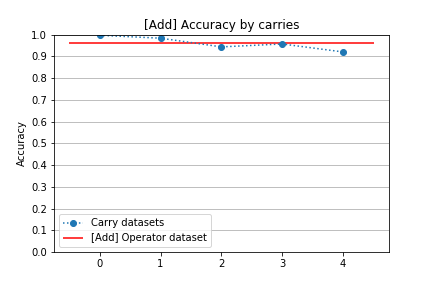 [Add] Accuracy by carries
1.0
0.9
0.8
0.7
0.6
0.5
0.4
0.3
0.2
0.1
0.0
Accuracy
Carry datasets
[Add] Operator dataset
0 1 2 3 4